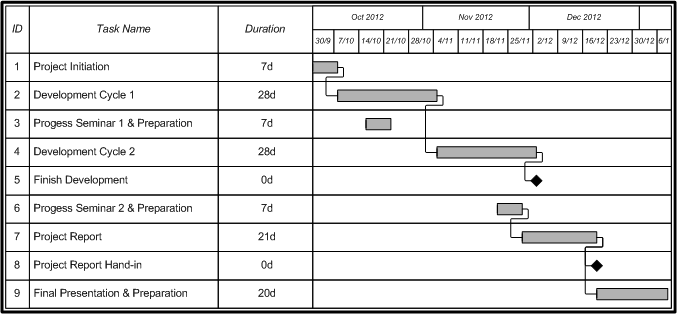 ID Task Name Duration Oct 2012 Nov 2012 Dec 2012
30/9 7/10 14/10 21/10 28/10 4/11 11/11 18/11 25/11 2/12 9/12 16/12 23/12 30/12 6/1
1 Project Initiation 7d
2 Development Cycle 1 28d
3 Progess Seminar 1 & Preparation 7d
4 Development Cycle 2 28d
5 Finish Development 0d
6 Progess Seminar 2 & Preparation 7d
7 Project Report 21d
8 Project Report Hand-in 0d
9 Final Presentation & Preparation 20d